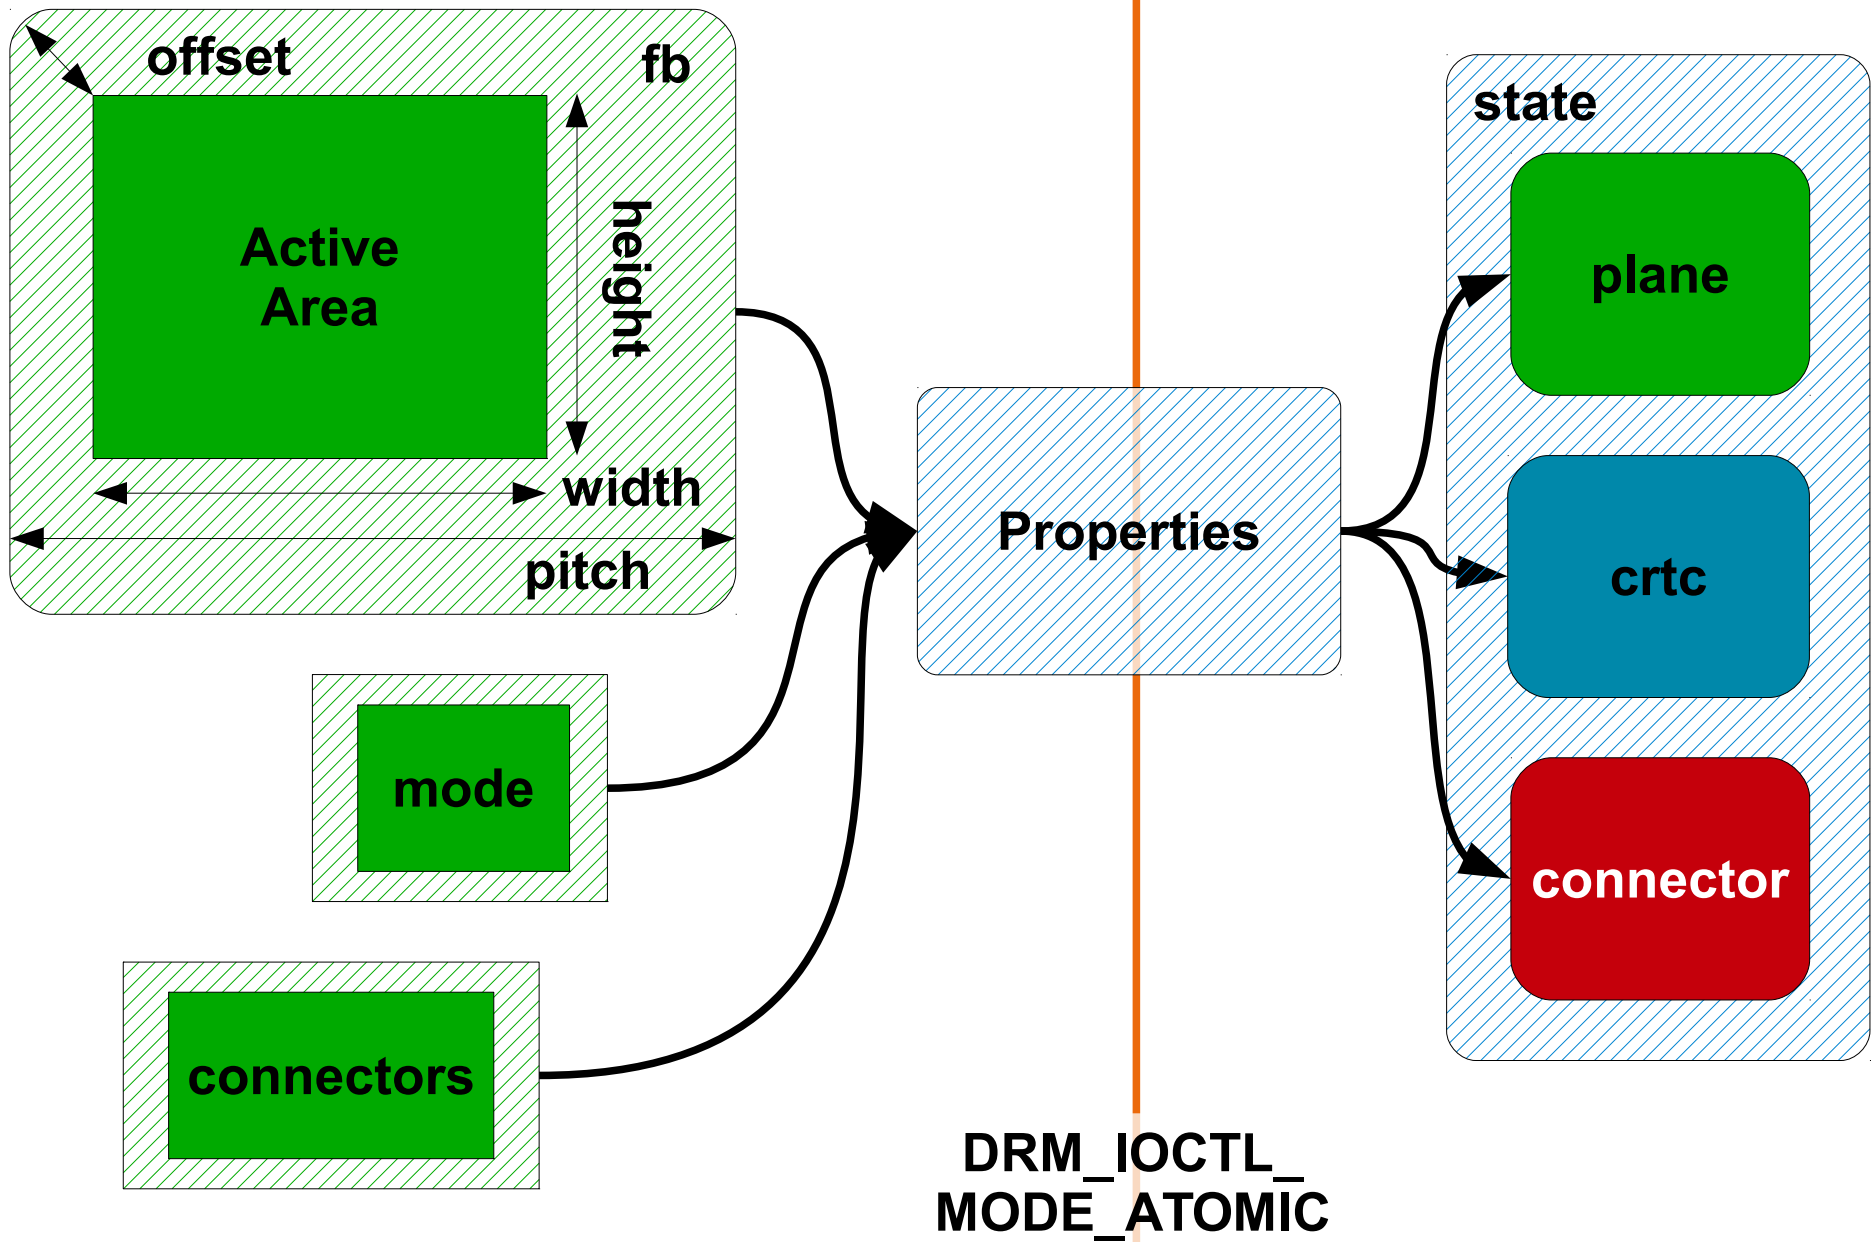 offset
fb
Active
Area
height
width
pitch
mode
connectors
Properties
DRM_IOCTL_
MODE_ATOMIC
state
plane
crtc
connector